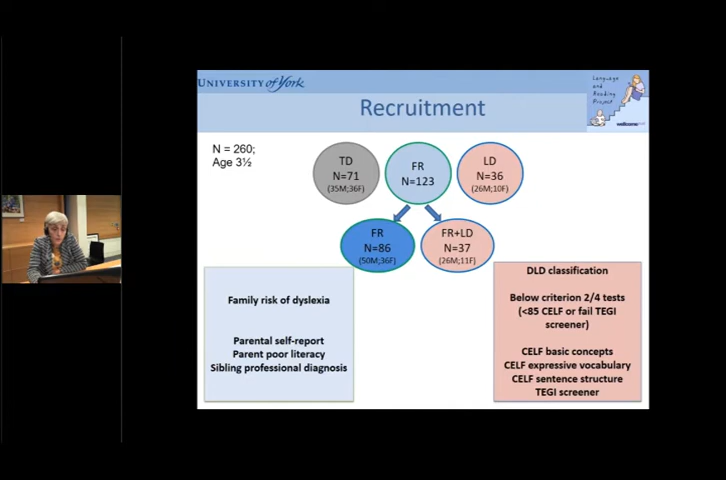 UNIVERSITY of York
Language
and
Reading
Project
wellcome
Recruitment
N = 260;
Age 3½
TD
N=71
(35M;36F)
FR
N=123
LD
N=36
(26M;10F)
FR
N=86
(50M;36F)
FR+LD
N=37
(26M;11F)
Family risk of dyslexia
Parental self-report
Parent poor literacy
Sibling professional diagnosis
DLD classification
Below criterion 2/4 tests
(<85 CELF or fail TEGI
screener)
CELF basic concepts
CELF expressive vocabulary
CELF sentence structure
TEGI screener